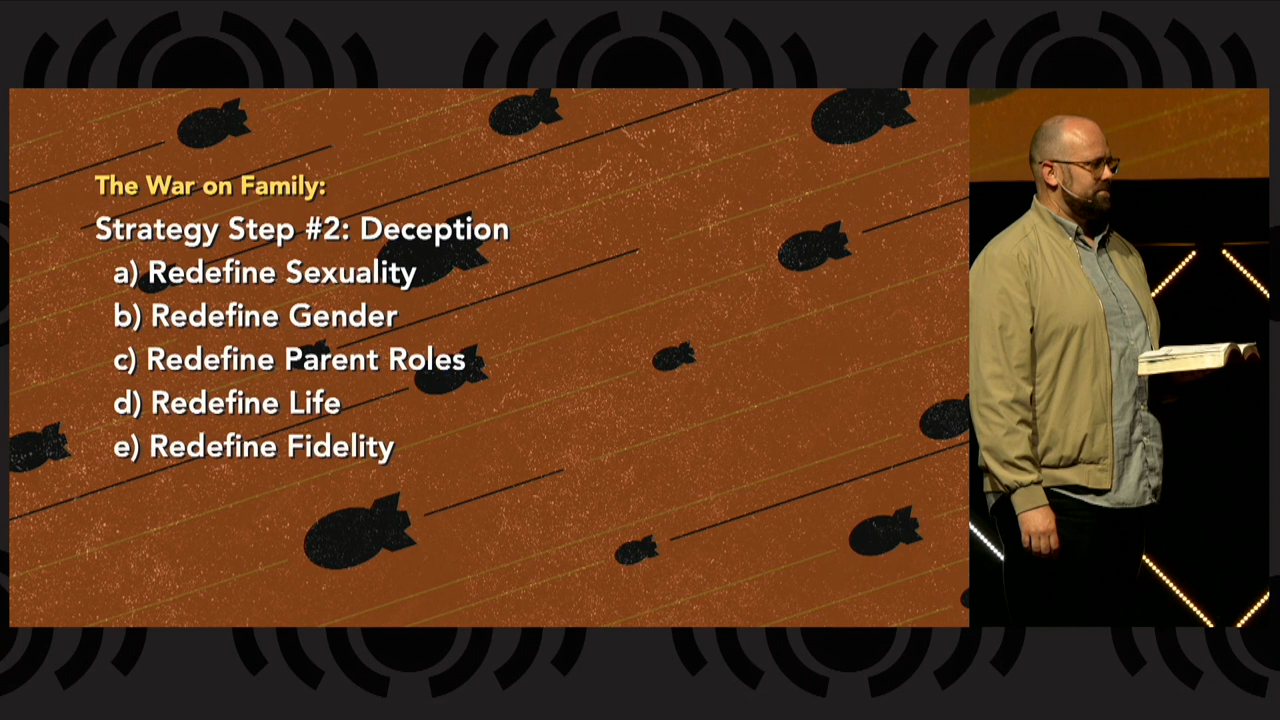 The War on Family:
Strategy Step #2: Deception
a) Redefine Sexuality
b) Redefine Gender
c) Redefine Parent Roles
d) Redefine Life
e) Redefine Fidelity